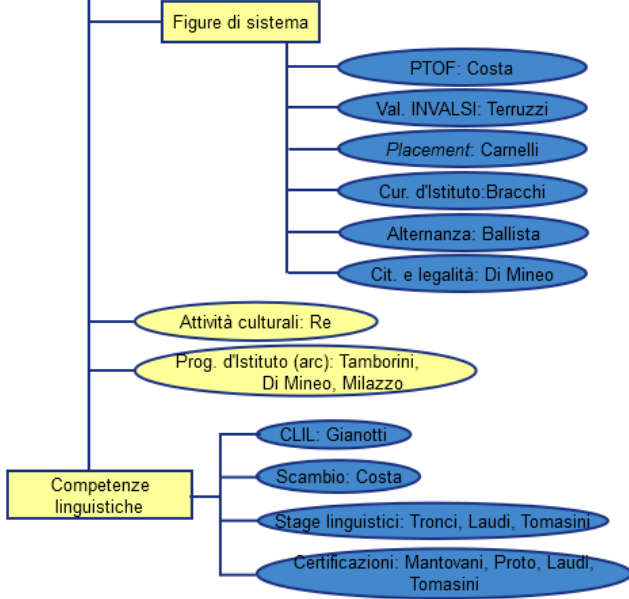 Figure di sistema
PTOF: Costa
Val. INVALSI: Terruzzi
Placement: Carnelli
Cur. d'Istituto:Bracchi
Alternanza: Ballista
Cit. e legalità: Di Mineo
Attività culturali: Re
Prog. d'Istituto (arc): Tamborini,
Di Mineo, Milazzo
Competenze
linguistiche
CLIL: Gianotti
Scambio: Costa
Stage linguistici: Tronci, Laudi, Tomasini
Certificazioni: Mantovani, Proto, Laudi,
Tomasini